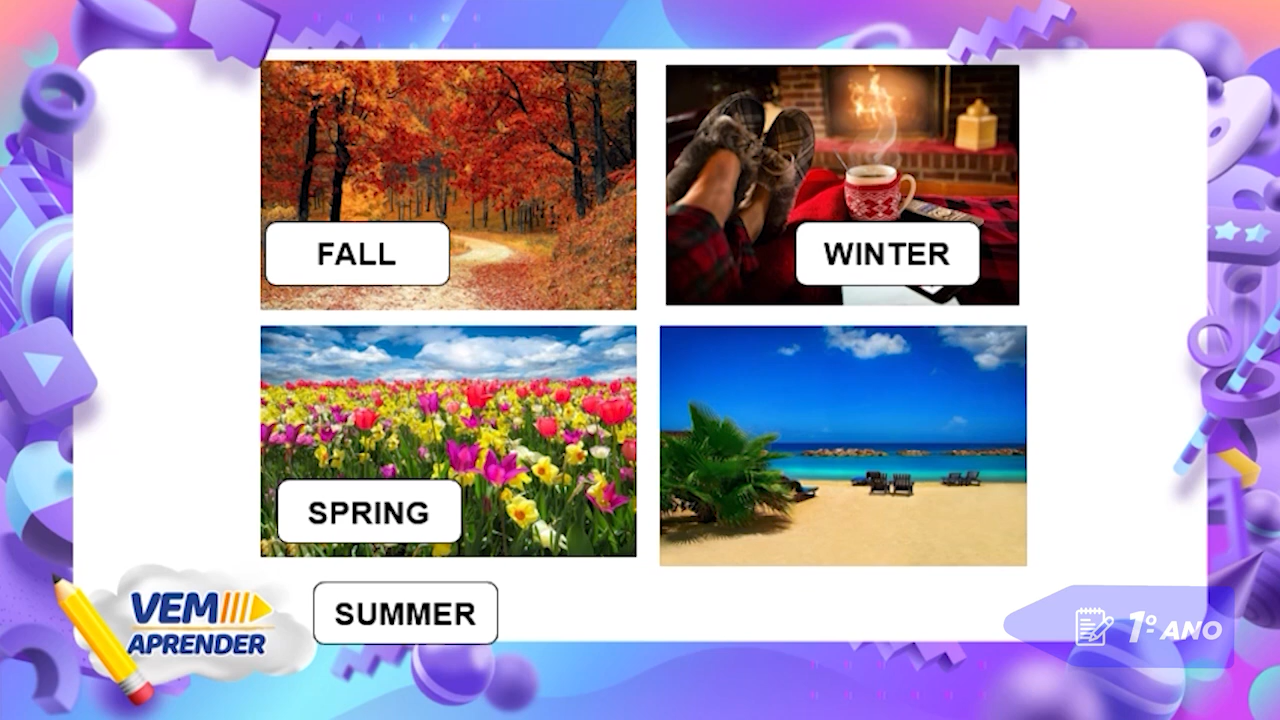 FALL
WINTER
SPRING
SUMMER
VEM
APRENDER
1º ANO